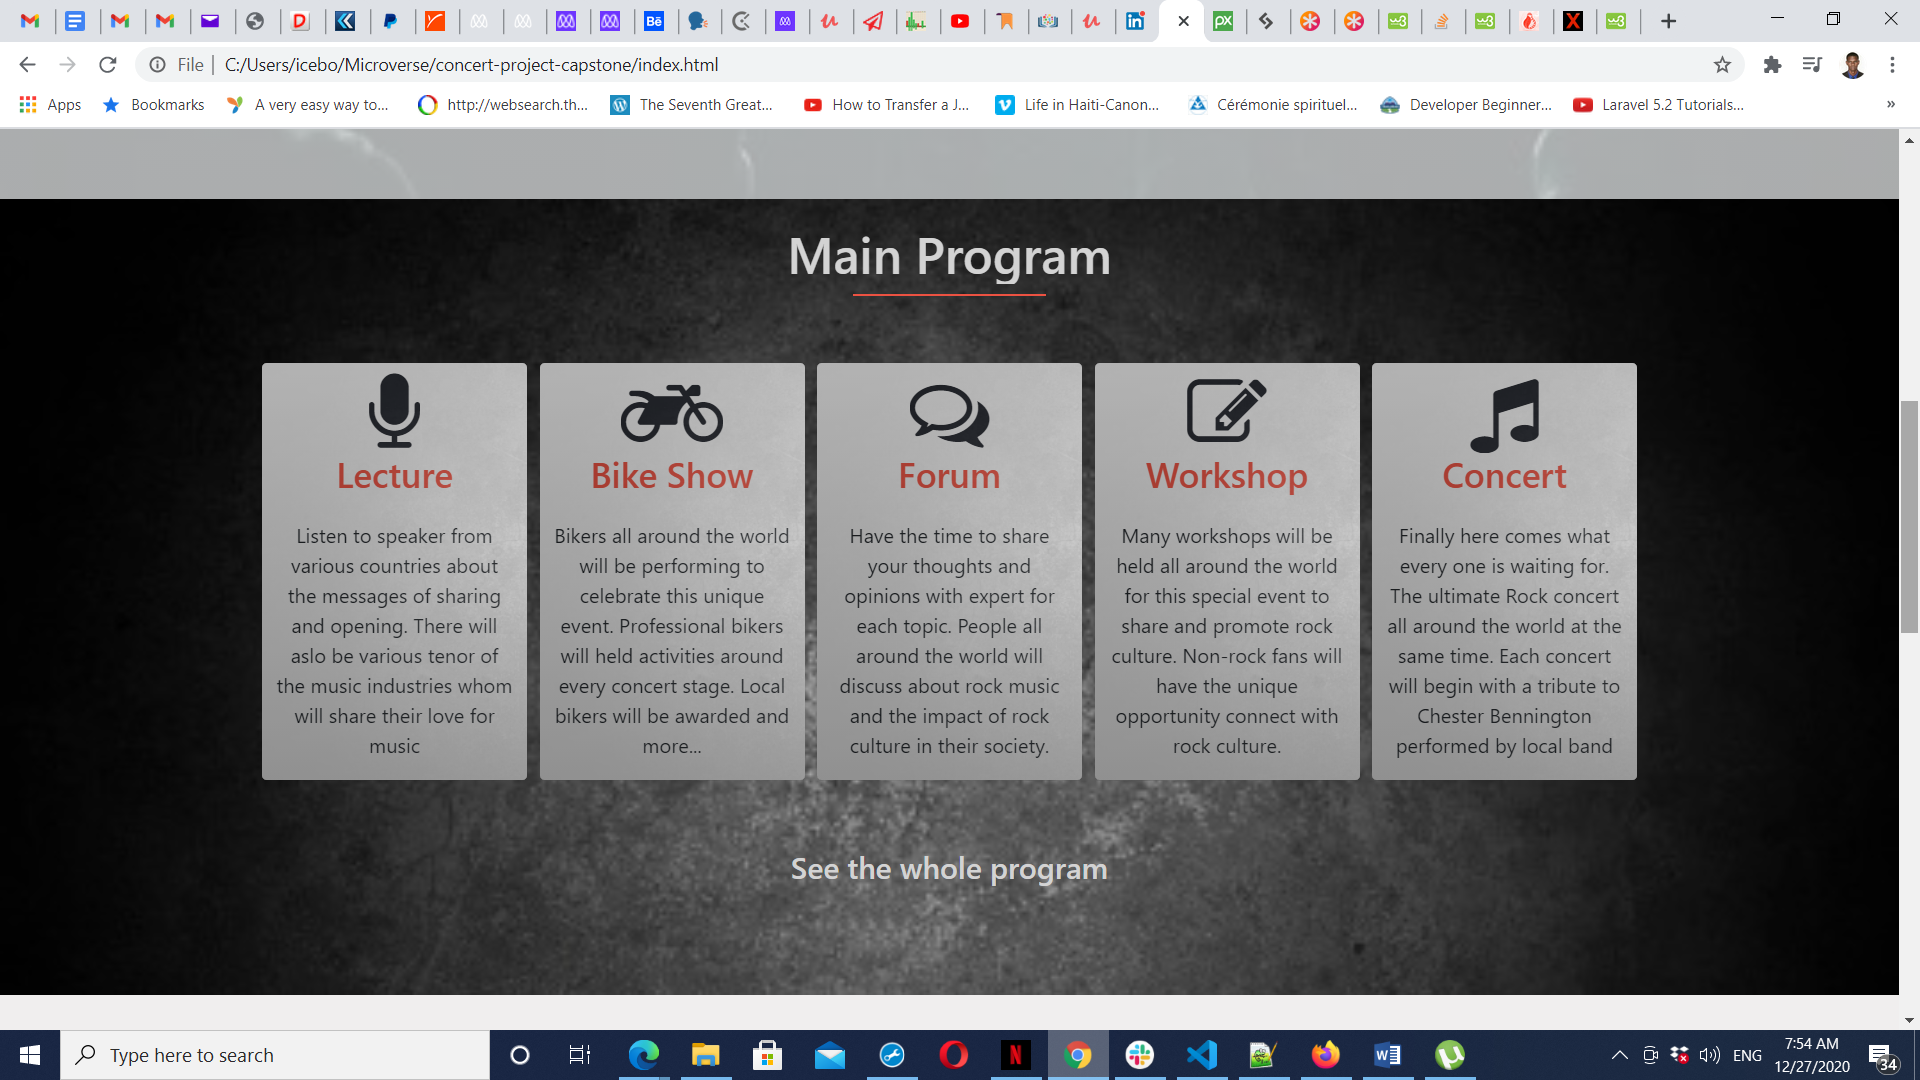 File
C:/Users/icebo/Microverse/concert-project-capstone/index.html
Apps
Bookmarks
A very easy way to...
http://websearch.th...
The Seventh Great...
How to Transfer a J...
Life in Haiti-Canon...
Cérémonie spirituel...
Developer Beginner...
Laravel 5.2 Tutorials...
»
Main Program
Lecture
Listen to speaker from
various countries about
the messages of sharing
and opening. There will
aslo be various tenor of
the music industries whom
will share their love for
music
Bike Show
Bikers all around the world
will be performing to
celebrate this unique
event. Professional bikers
will held activities around
every concert stage. Local
bikers will be awarded and
more...
Forum
Have the time to share
your thoughts and
opinions with expert for
each topic. People all
around the world will
discuss about rock music
and the impact of rock
culture in their society.
Workshop
Many workshops will be
held all around the world
for this special event to
share and promote rock
culture. Non-rock fans will
have the unique
opportunity connect with
rock culture.
Concert
Finally here comes what
every one is waiting for.
The ultimate Rock concert
all around the world at the
same time. Each concert
will begin with a tribute to
Chester Bennington
performed by local band
See the whole program
Type here to search
ENG
7:54 AM
12/27/2020
34